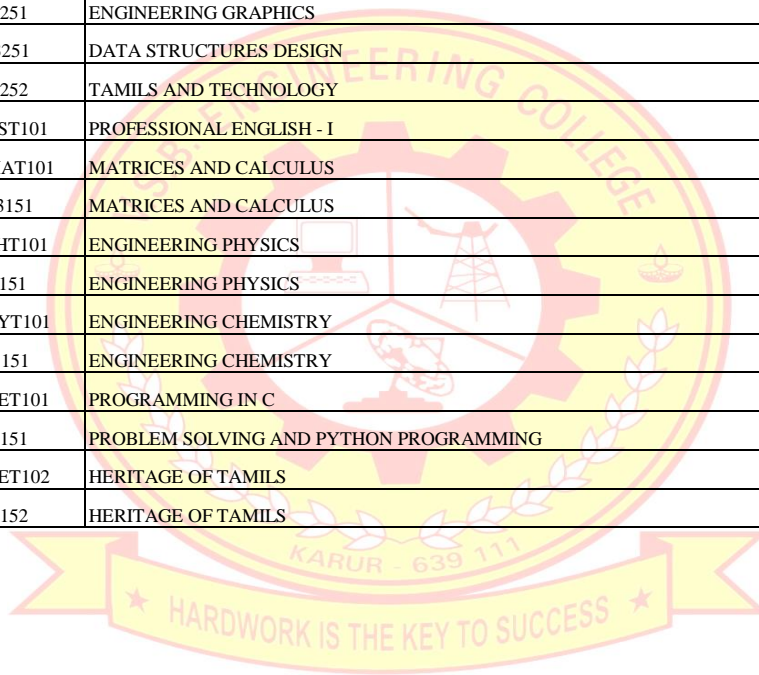 251 ENGINEERING GRAPHICS
251 DATA STRUCTURES DESIGN
252 TAMILS AND TECHNOLOGY
ST101 PROFESSIONAL ENGLISH - I
AT101 MATRICES AND CALCULUS
3151 MATRICES AND CALCULUS
HT101 ENGINEERING PHYSICS
151 ENGINEERING PHYSICS
YT101 ENGINEERING CHEMISTRY
151 ENGINEERING CHEMISTRY
ET101 PROGRAMMING IN C
151 PROBLEM SOLVING AND PYTHON PROGRAMMING
ET102 HERITAGE OF TAMILS
152 HERITAGE OF TAMILS
V.S.B. ENGINEERING COLLEGE
KARUR - 639 111
HARDWORK IS THE KEY TO SUCCESS